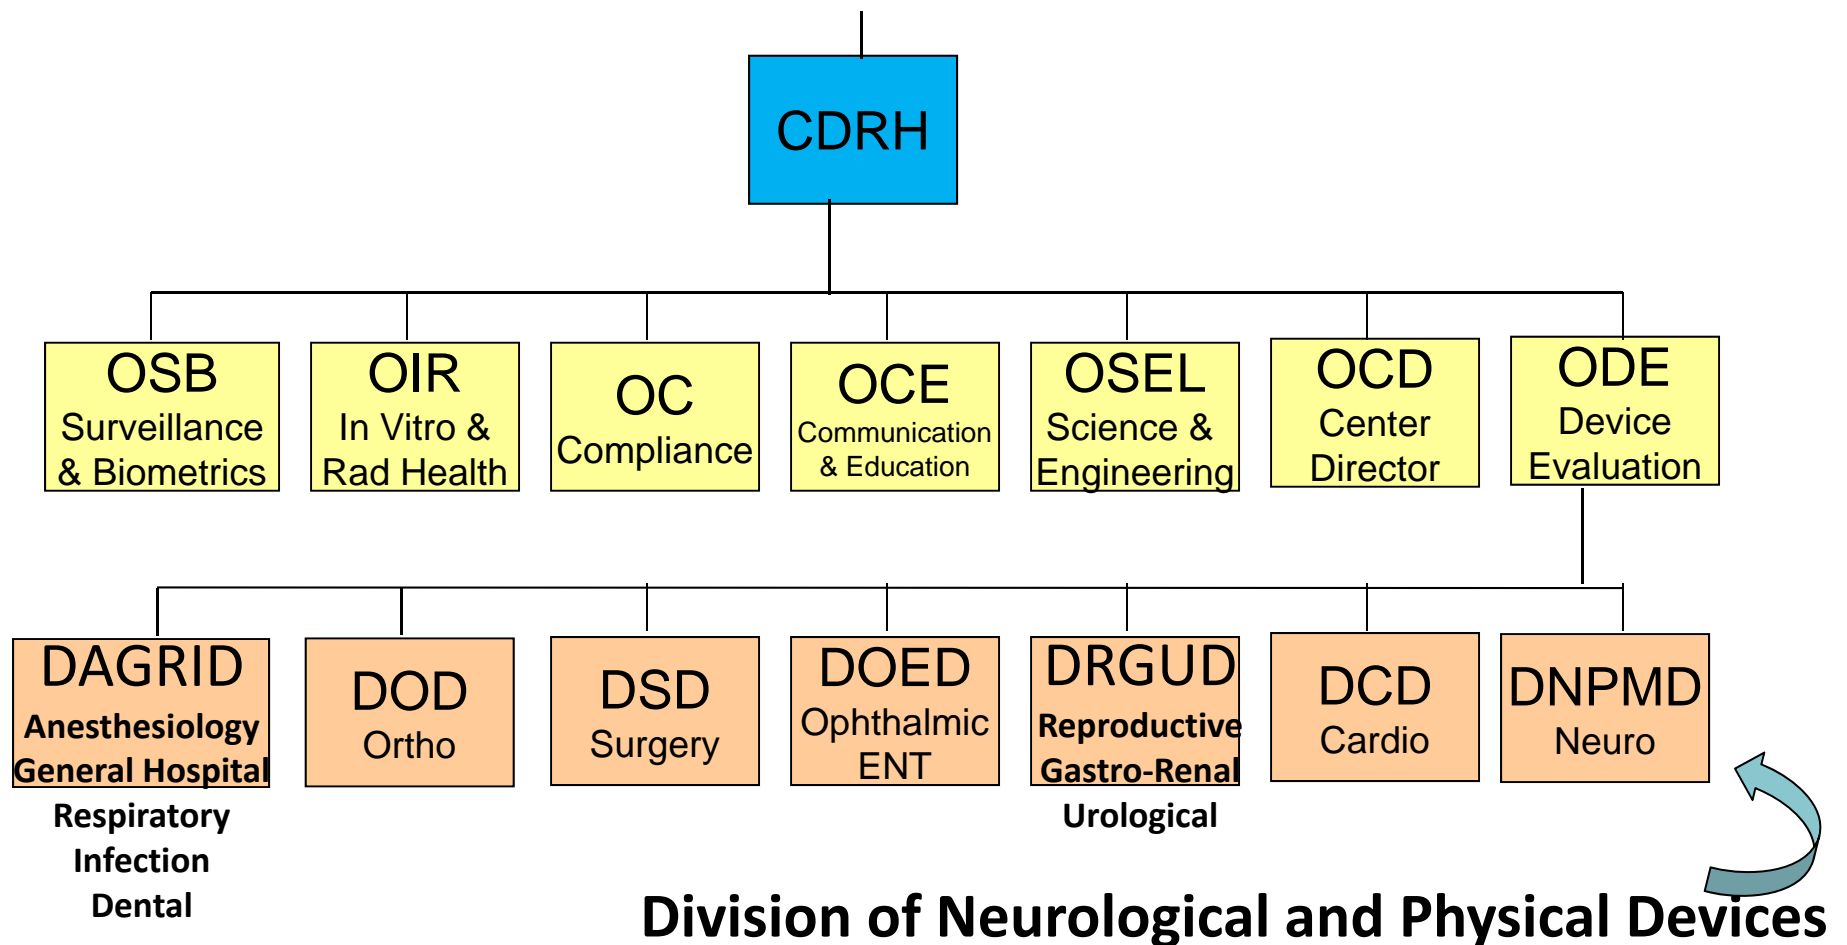 CDRH
OSB
Surveillance
& Biometrics
OIR
In Vitro &
Rad Health
OC
Compliance
OCE
Communication
& Education
OSEL
Science &
Engineering
OCD
Center
Director
ODE
Device
Evaluation
DAGRID
Anesthesiology
General Hospital
Respiratory
Infection
Dental
DOD
Ortho
DSD
Surgery
DOED
Ophthalmic
ENT
DRGUD
Reproductive
Gastro-Renal
Urological
DCD
Cardio
DNPMD
Neuro
Division of Neurological and Physical Devices